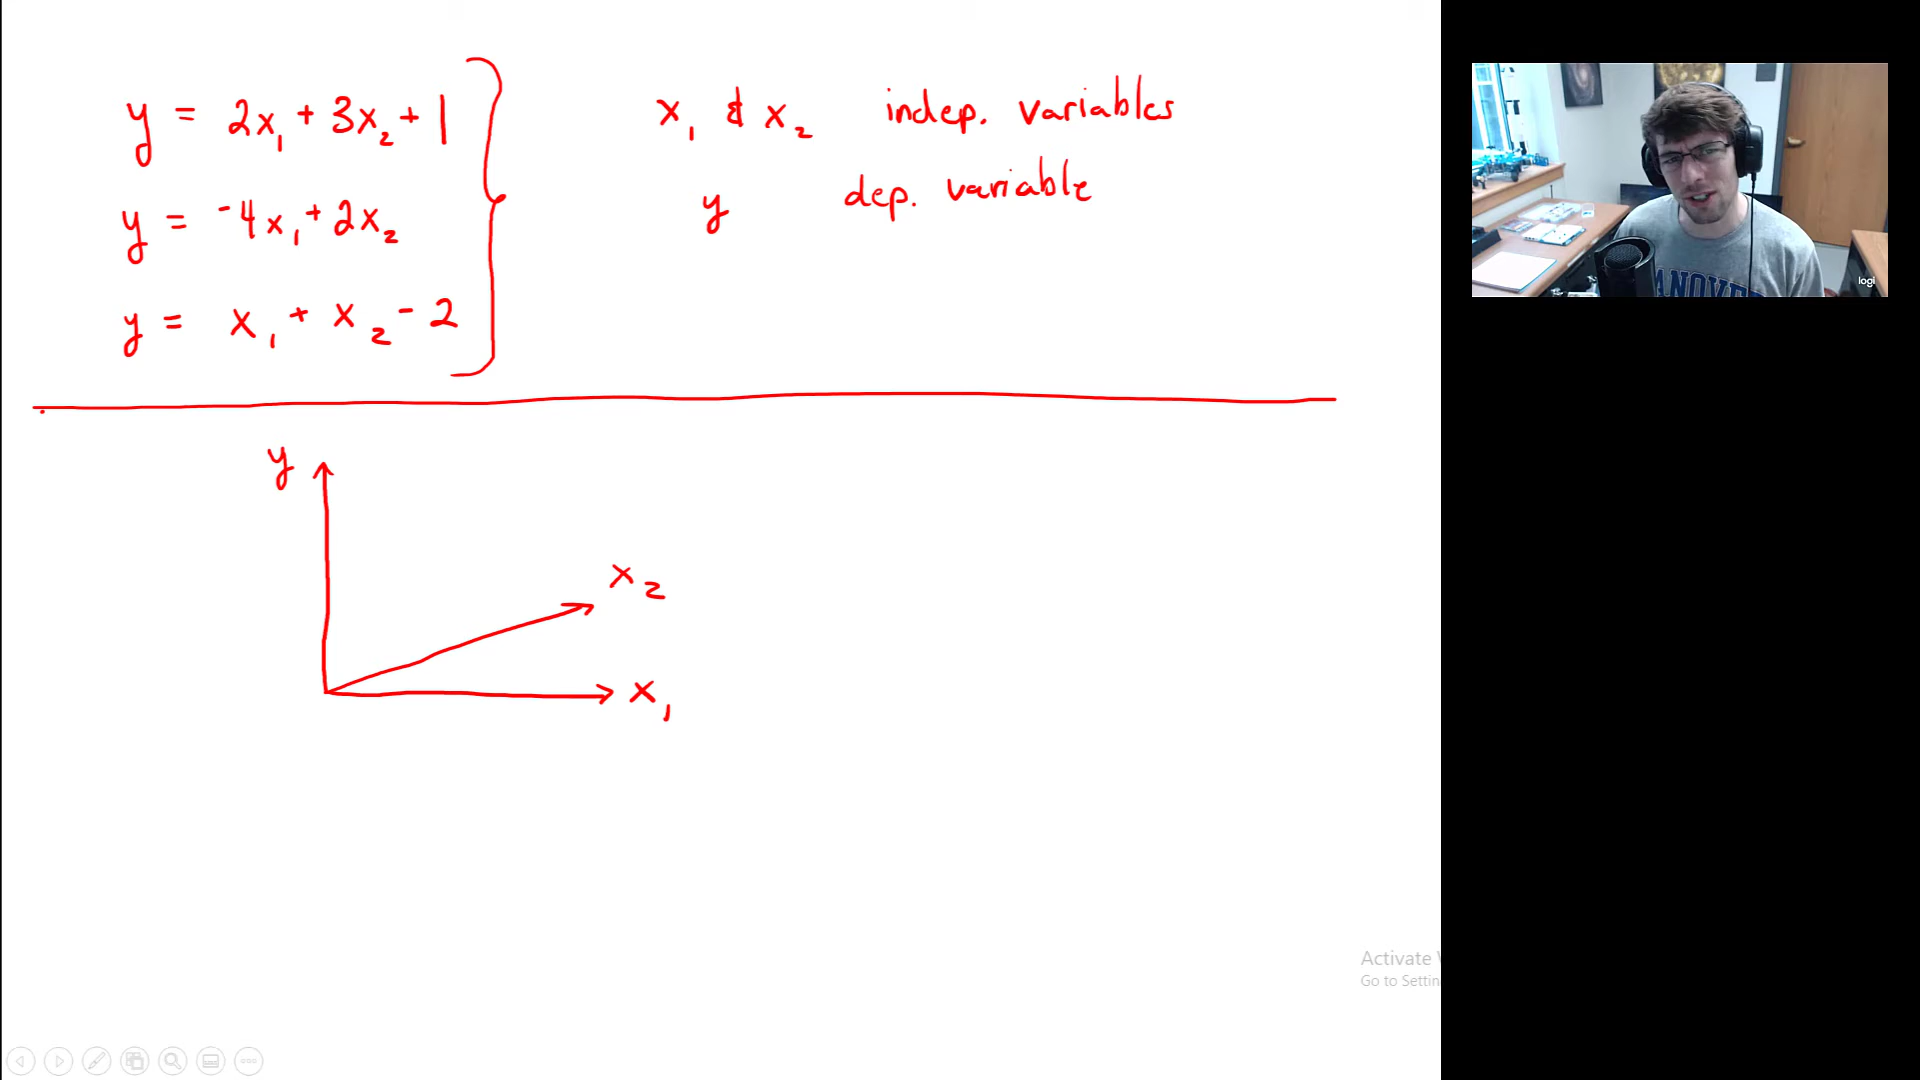 y = 2x₁ + 3x₂ + 1
y = -4x₁ + 2x₂
y = x₁ + x₂ - 2
x₁ & x₂ indep. variables
y dep. variable
y
x₂
x₁
Activate
Go to Settin
logi
ANOVE